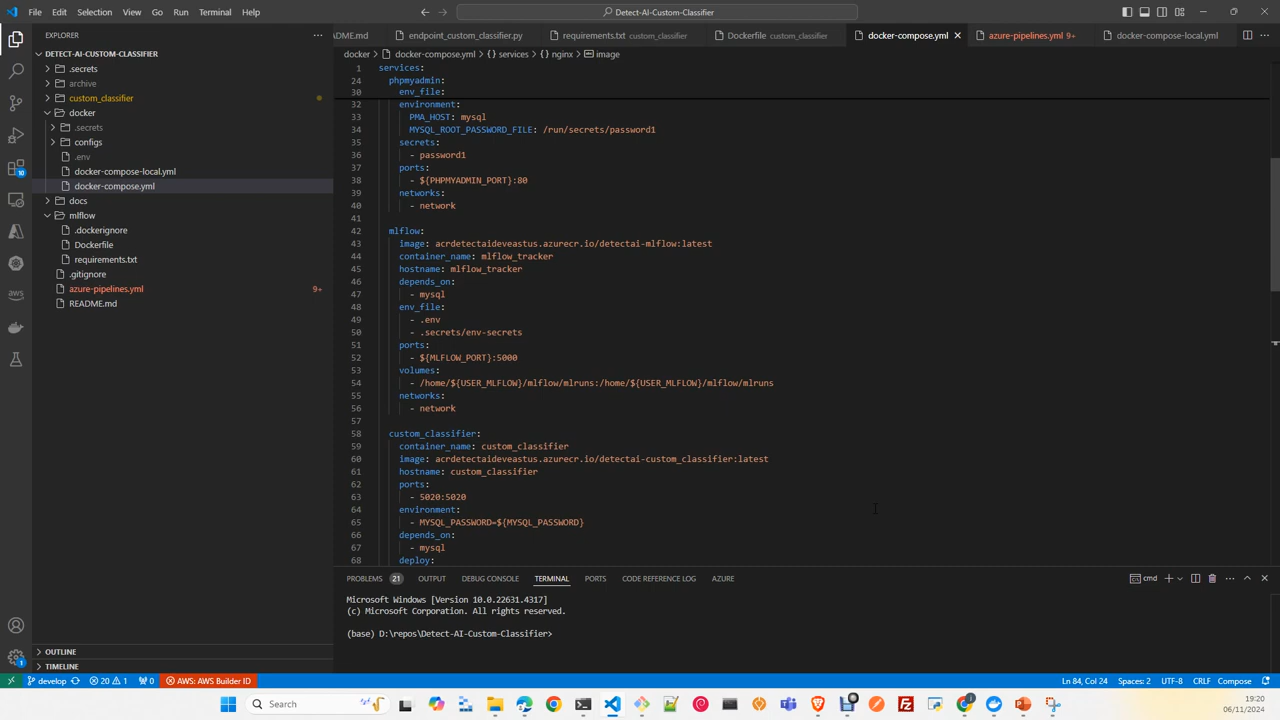 File Edit Selection View Go Run Terminal Help
Detect-AI-Custom-Classifier
EXPLORER
DETECT-AI-CUSTOM-CLASSIFIER
.secrets
archive
custom_classifier
docker
.secrets
configs
.env
docker-compose-local.yml
docker-compose.yml
docs
mlflow
.dockerignore
Dockerfile
requirements.txt
.gitignore
azure-pipelines.yml 9+
README.md
OUTLINE
TIMELINE
DME.md endpoint_custom_classifier.py requirements.txt custom_classifier Dockerfile custom_classifier docker-compose.yml azure-pipelines.yml 9+ docker-compose-local.yml
docker > docker-compose.yml > {} services > {} nginx > image
1 services:
24 phpmyadmin:
30 env_file:
32 environment:
33 PMA_HOST: mysql
34 MYSQL_ROOT_PASSWORD_FILE: /run/secrets/password1
35 secrets:
36 - password1
37 ports:
38 - ${PHPMYADMIN_PORT}:80
39 networks:
40 - network
41
42 mlflow:
43 image: acrdetectaideveastus.azurecr.io/detectai-mlflow:latest
44 container_name: mlflow_tracker
45 hostname: mlflow_tracker
46 depends_on:
47 - mysql
48 env_file:
49 - .env
50 - .secrets/env-secrets
51 ports:
52 - ${MLFLOW_PORT}:5000
53 volumes:
54 - /home/${USER_MLFLOW}/mlflow/mlruns:/home/${USER_MLFLOW}/mlflow/mlruns
55 networks:
56 - network
57
58 custom_classifier:
59 container_name: custom_classifier
60 image: acrdetectaideveastus.azurecr.io/detectai-custom_classifier:latest
61 hostname: custom_classifier
62 ports:
63 - 5020:5020
64 environment:
65 - MYSQL_PASSWORD=${MYSQL_PASSWORD}
66 depends_on:
67 - mysql
68 deploy:
PROBLEMS 21 OUTPUT DEBUG CONSOLE TERMINAL PORTS CODE REFERENCE LOG AZURE
cmd
Microsoft Windows [Version 10.0.22631.4317]
(c) Microsoft Corporation. All rights reserved.
(base) D:\repos\Detect-AI-Custom-Classifier>
develop 20 1 0 AWS: AWS Builder ID Ln 84, Col 24 Spaces: 2 UTF-8 CRLF Compose
Search
19:20
06/11/2024